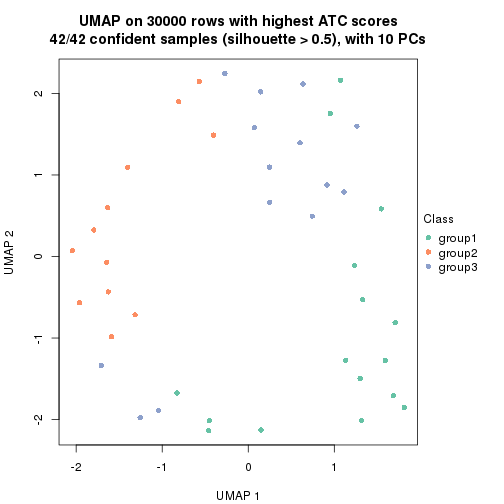 UMAP on 30000 rows with highest ATC scores
42/42 confident samples (silhouette > 0.5), with 10 PCs
2
1
0
-1
-2
UMAP 2
-2
-1
0
1
UMAP 1
Class
group1
group2
group3